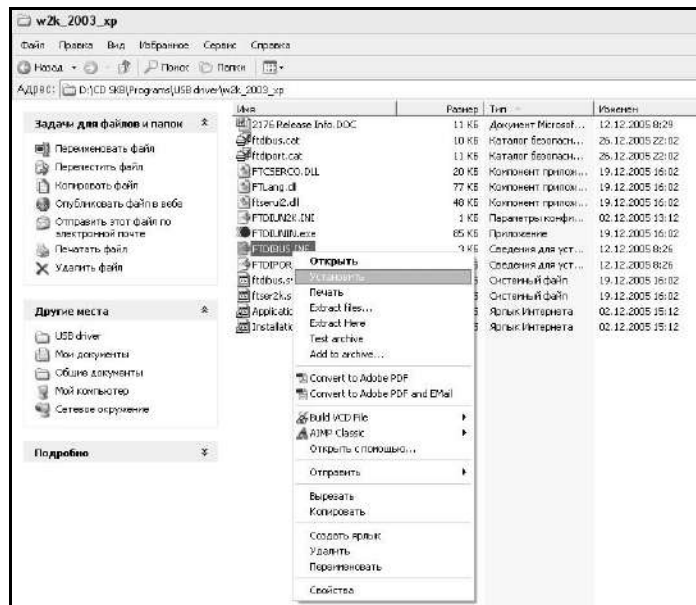 w2k_2003_xp
Файл Правка Вид Избранное Сервис Справка
Назад Поиск Папки
Адрес: D:\CD SKB\Programs\USB driver\w2k_2003_xp
Задачи для файлов и папок
Переименовать файл
Переместить файл
Копировать файл
Опубликовать файл в вебе
Отправить этот файл по
электронной почте
Печатать файл
Удалить файл
Другие места
USB driver
Мои документы
Общие документы
Мой компьютер
Сетевое окружение
Подробно
Имя Размер Тип Изменен
2176 Release Info.DOC 11 КБ Документ Microsof... 12.12.2005 8:29
ftdibus.cat 10 КБ Каталог безопасн... 26.12.2005 22:02
ftdiport.cat 11 КБ Каталог безопасн... 26.12.2005 22:02
FTCSERCO.DLL 20 КБ Компонент прилож... 19.12.2005 16:02
FTLang.dll 77 КБ Компонент прилож... 19.12.2005 16:02
ftserui2.dll 48 КБ Компонент прилож... 19.12.2005 16:02
FTDIUN2K.INI 1 КБ Параметры конфи... 02.12.2005 13:12
FTDIUNIN.exe 85 КБ Приложение 19.12.2005 16:02
FTDIBUS.INF 3 КБ Сведения для уст... 12.12.2005 8:26
FTDIPOR Сведения для уст... 12.12.2005 8:26
ftdibus.s Системный файл 19.12.2005 16:02
ftser2k.s Системный файл 19.12.2005 16:02
Applicatio Ярлык Интернета 02.12.2005 15:12
Installatio Ярлык Интернета 02.12.2005 15:12
Открыть
Установить
Печать
Extract files...
Extract Here
Test archive
Add to archive...
Convert to Adobe PDF
Convert to Adobe PDF and EMail
Build VCD File
AIMP Classic
Открыть с помощью...
Отправить
Вырезать
Копировать
Создать ярлык
Удалить
Переименовать
Свойства